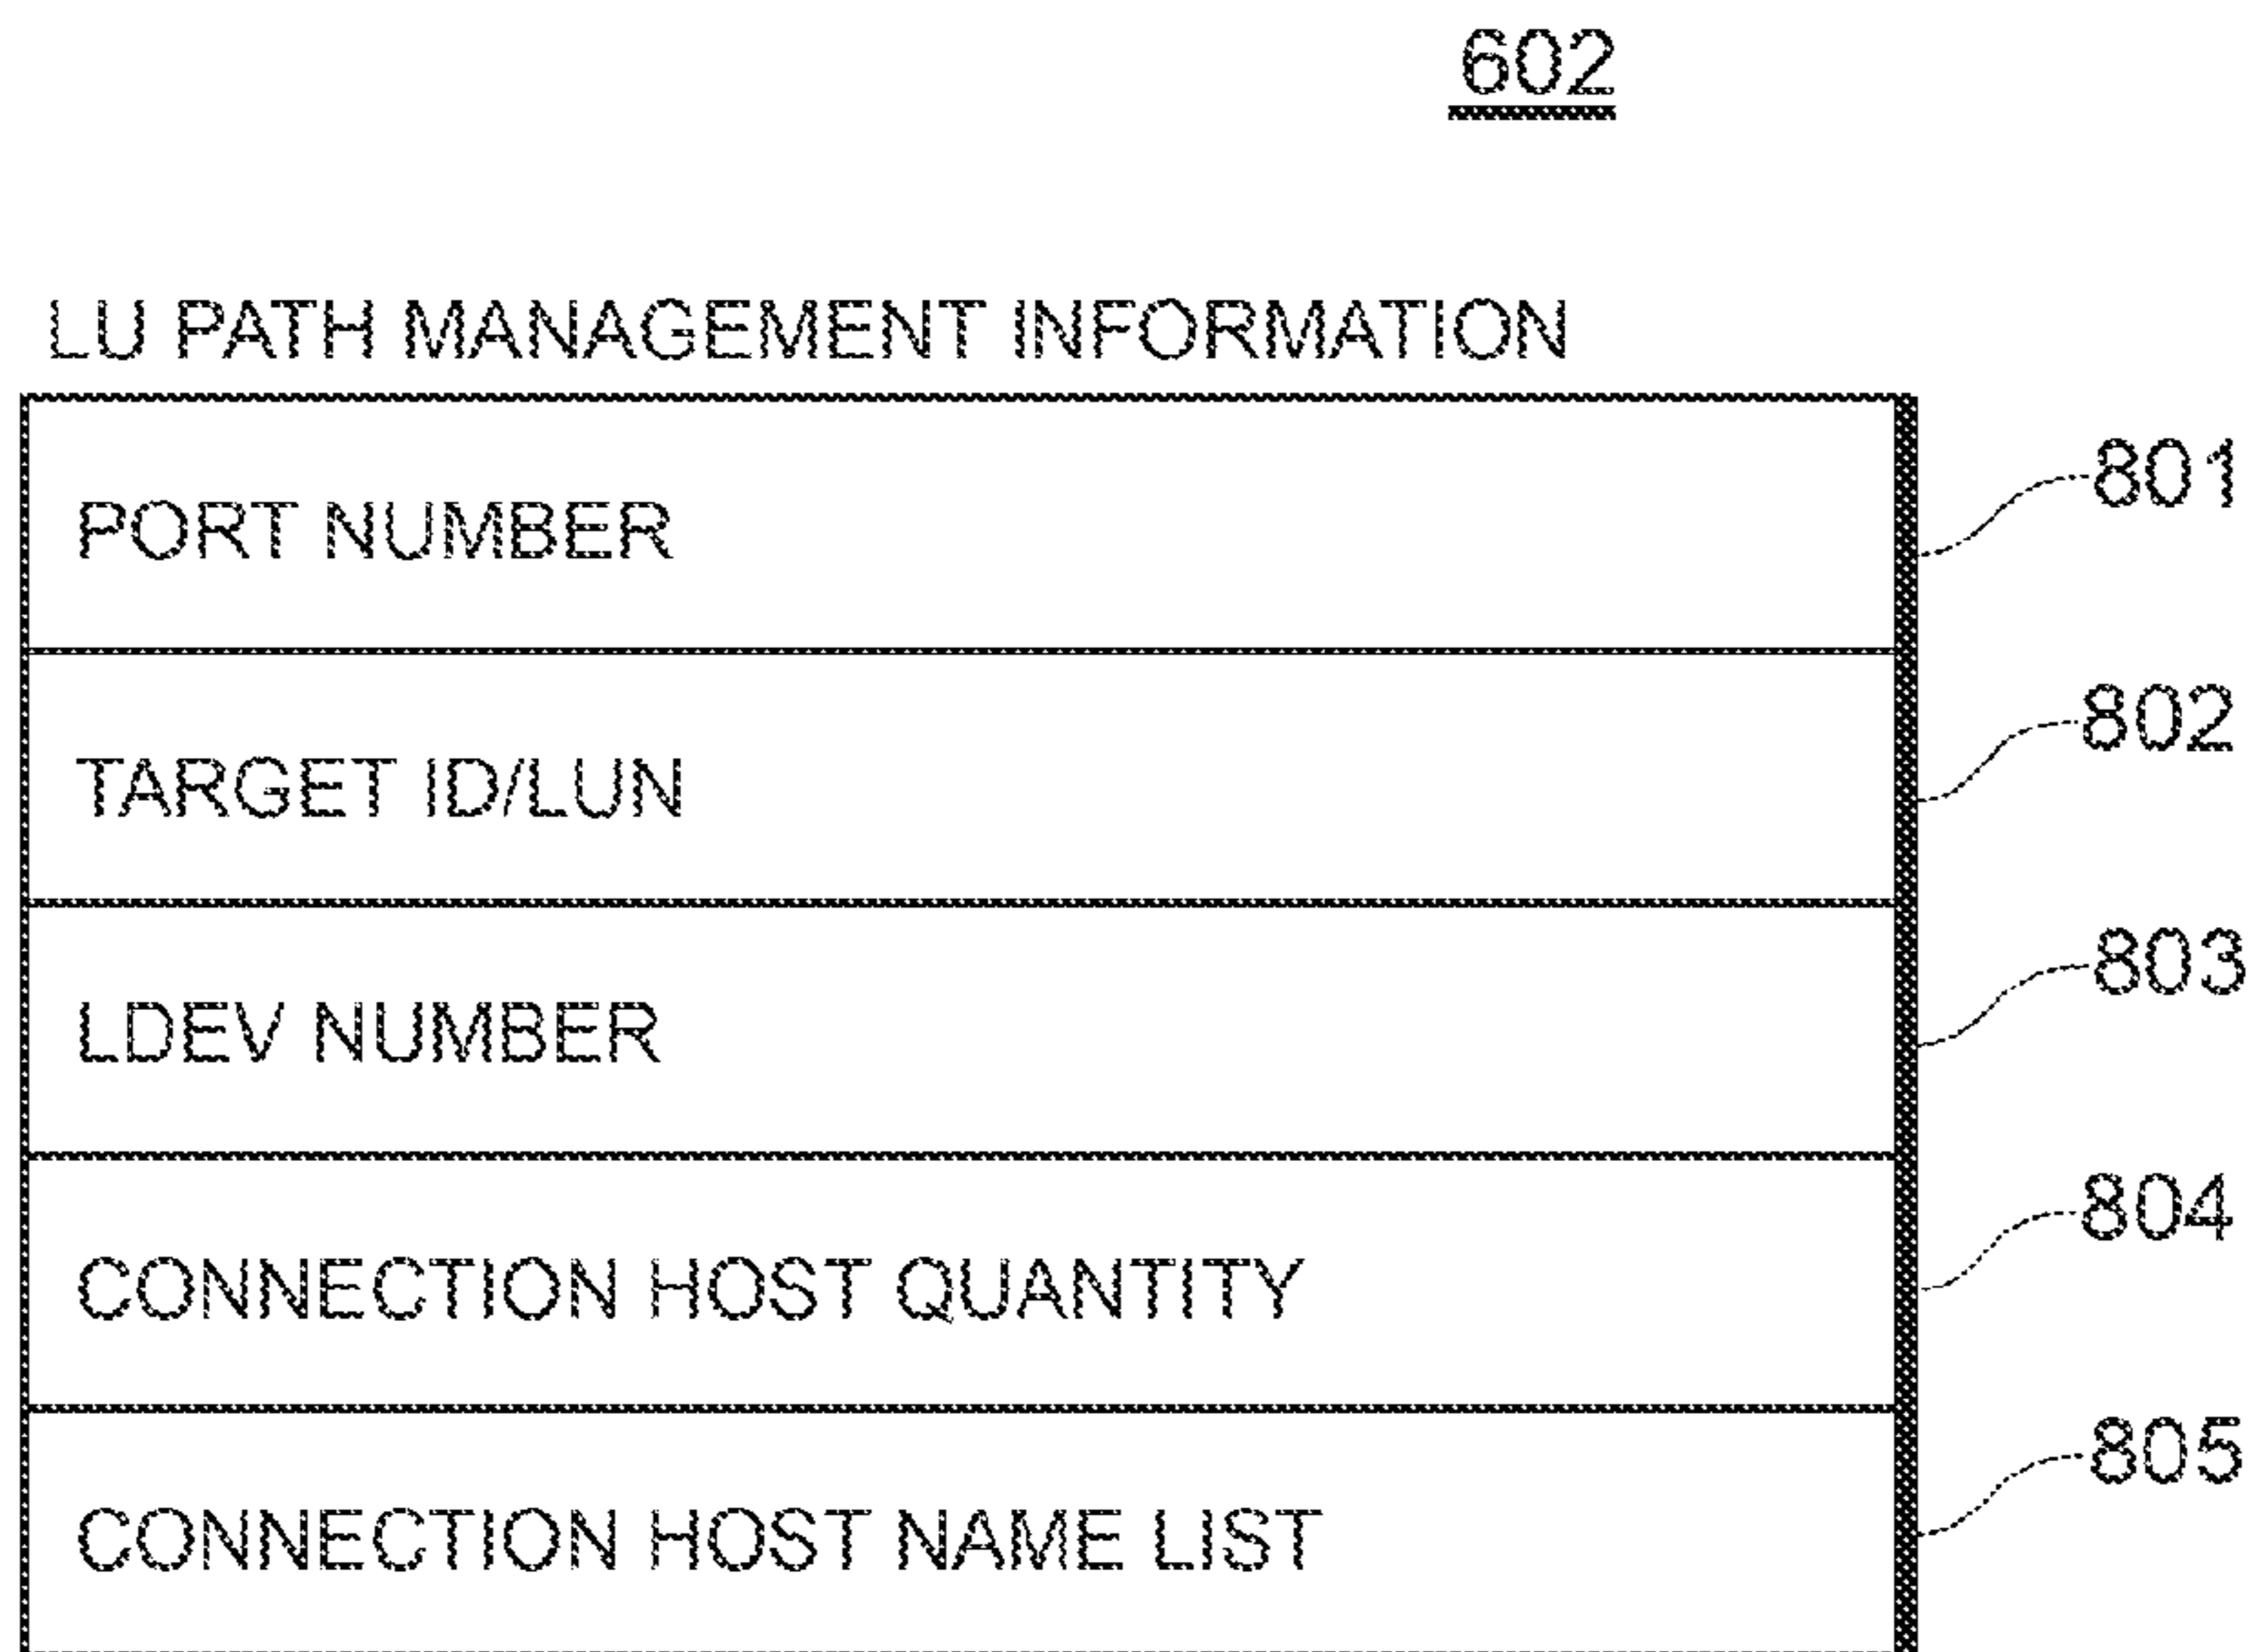 602
LU PATH MANAGEMENT INFORMATION
PORT NUMBER
801
TARGET ID/LUN
802
LDEV NUMBER
803
CONNECTION HOST QUANTITY
804
CONNECTION HOST NAME LIST
805